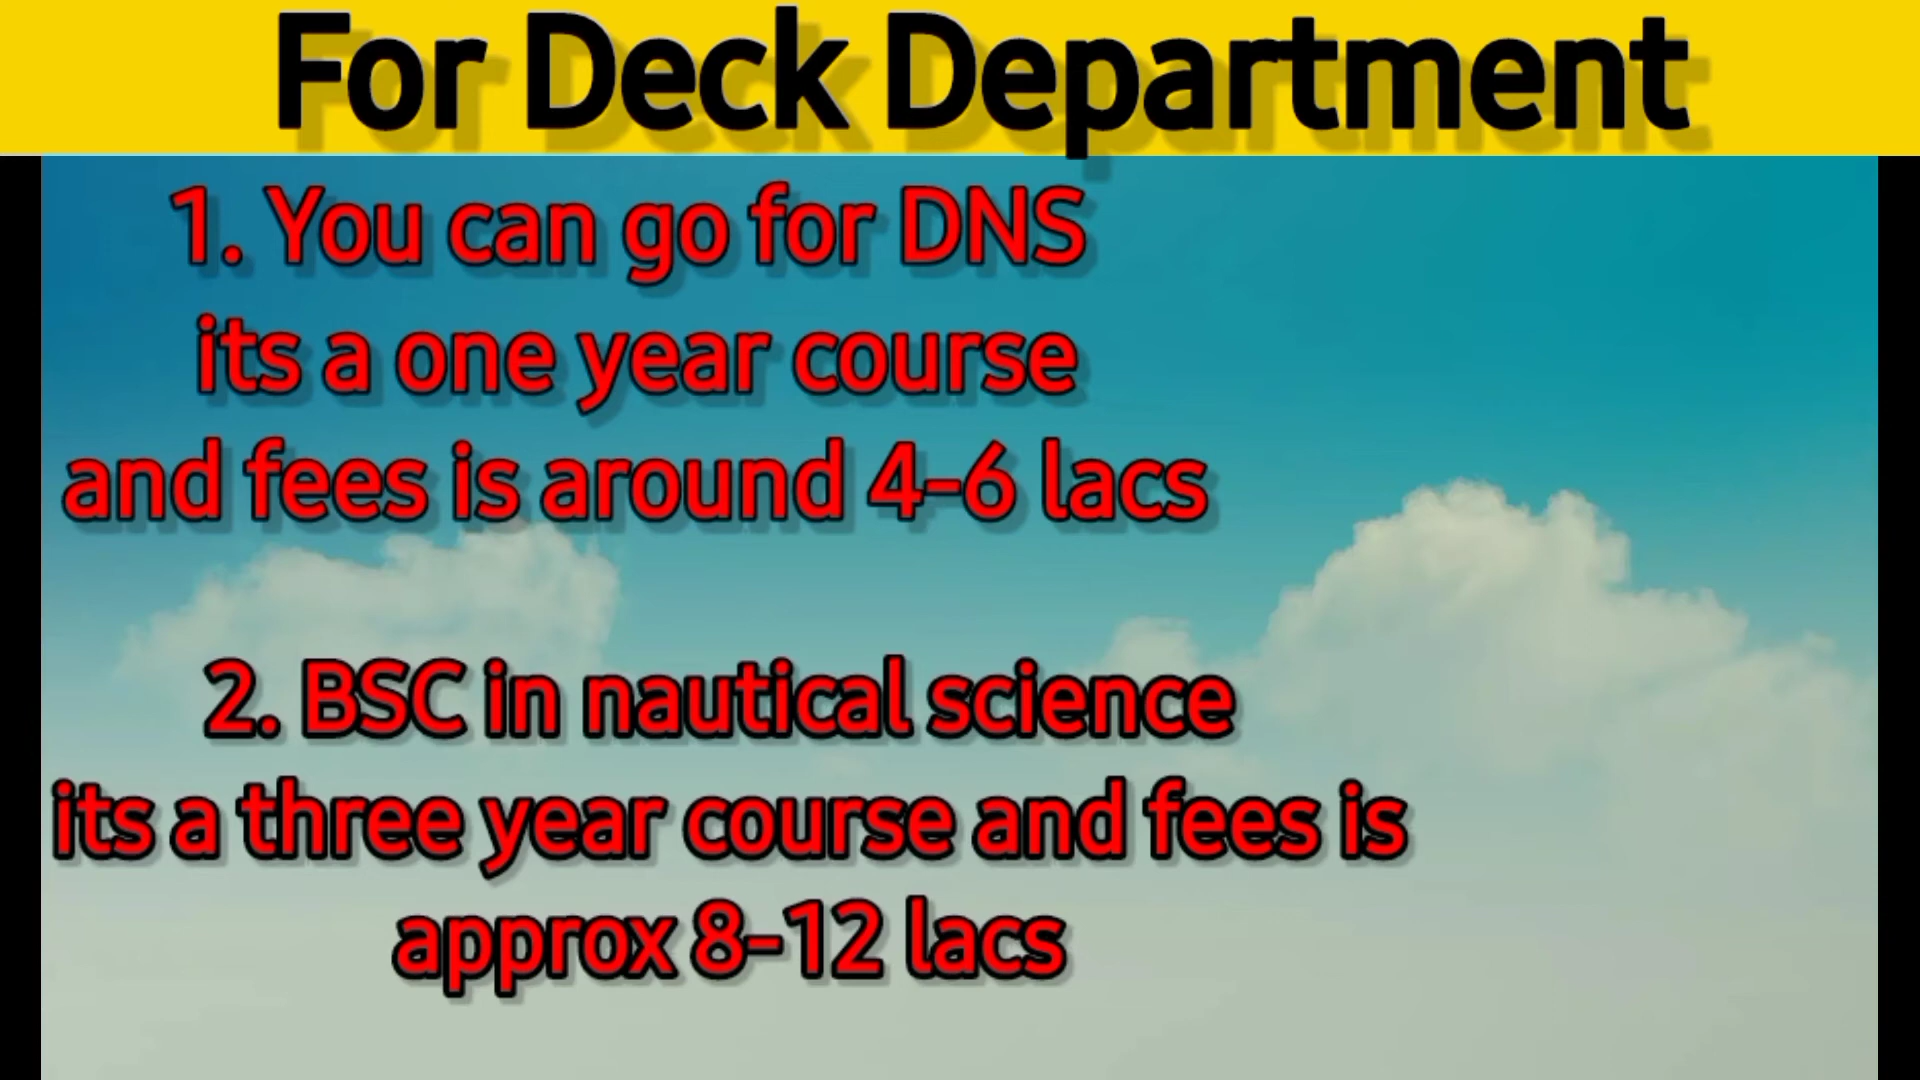 For Deck Department
1. You can go for DNS
its a one year course
and fees is around 4-6 lacs
2. BSC in nautical science
its a three year course and fees is
approx 8-12 lacs